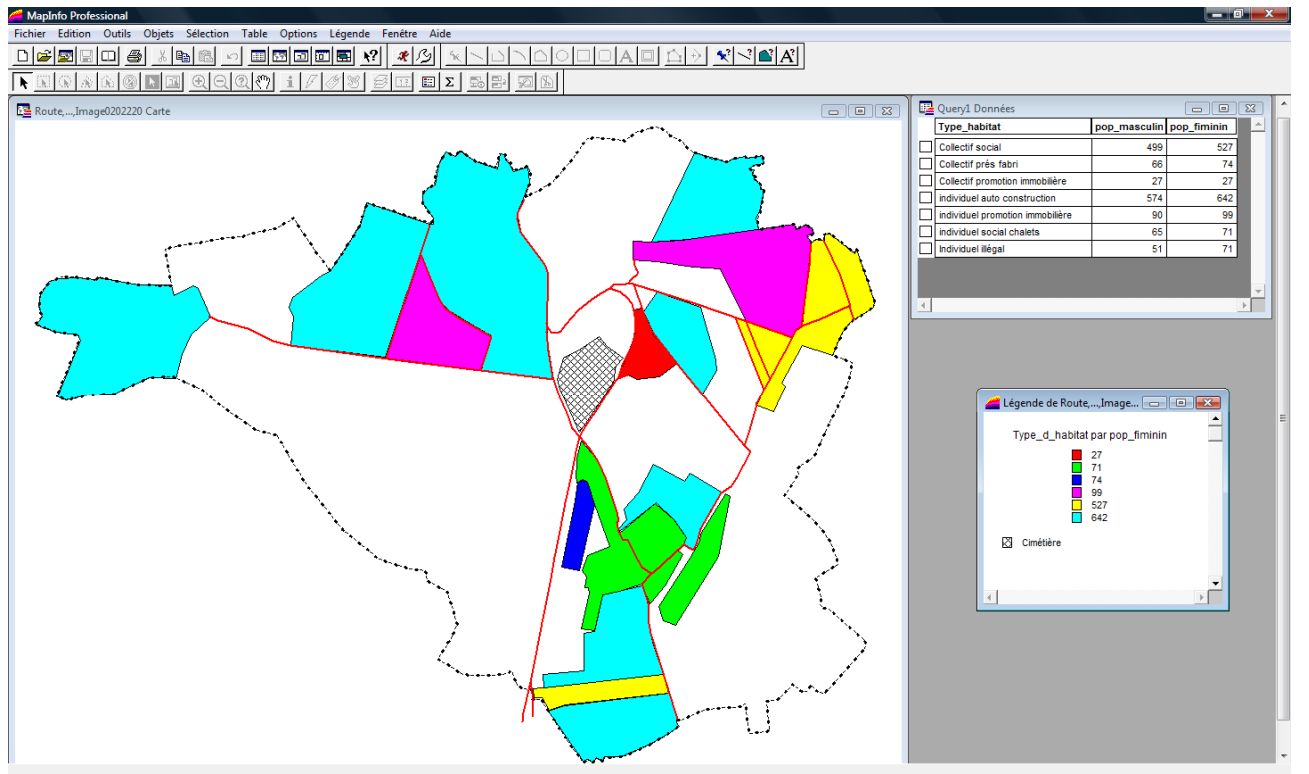 MapInfo Professional
Fichier Edition Outils Objets Sélection Table Options Légende Fenêtre Aide
Route,...,Image0202220 Carte
Query1 Données
Type_habitat pop_masculin pop_fiminin
Collectif social 499 527
Collectif prés fabri 66 74
Collectif promotion immobilière 27 27
individuel auto construction 574 642
individuel promotion immobilière 90 99
individuel social chalets 65 71
Individuel illégal 51 71
Légende de Route,...,Image...
Type_d_habitat par pop_fiminin
27
71
74
99
527
642
Cimétière